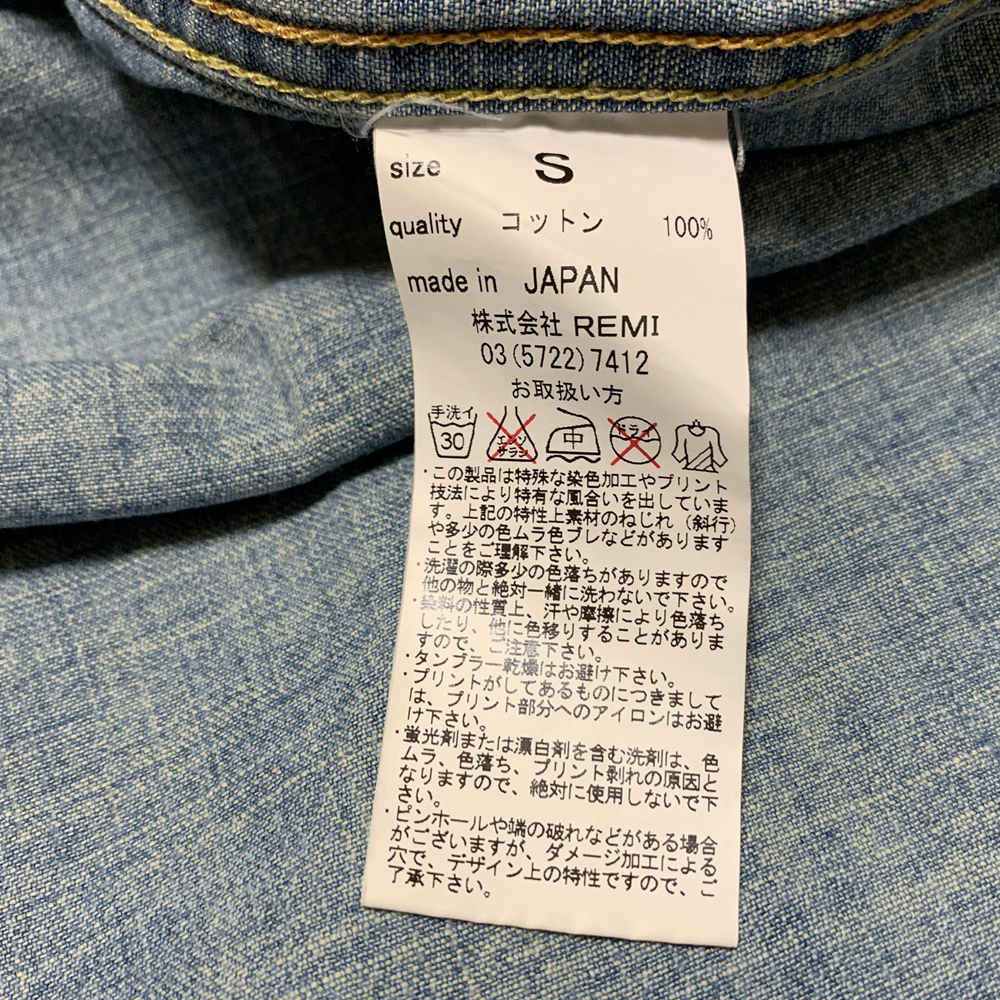 size S
quality コットン 100%
made in JAPAN
株式会社 REMI
03(5722)7412
お取扱い方
手洗イ
30 エンソ サラシ 中 ドライ
・この製品は特殊な染色加工やプリント
技法により特有な風合いを出していま
す。上記の特性上素材のねじれ（斜行）
や多少の色ムラ色ブレなどがあります
ことをご理解下さい。
・洗濯の際多少の色落ちがありますので
他の物と絶対一緒に洗わないで下さい。
・染料の性質上、汗や摩擦により色落ち
したり、他に色移りすることがありま
すので、ご注意下さい。
・タンブラー乾燥はお避け下さい。
・プリントがしてあるものにつきまして
は、プリント部分へのアイロンはお避
け下さい。
・蛍光剤または漂白剤を含む洗剤は、色
ムラ、色落ち、プリント剥れの原因と
なりますので、絶対に使用しないで下
さい。
・ピンホールや端の破れなどがある場合
がございますが、ダメージ加工による
穴で、デザイン上の特性ですので、ご
了承下さい。